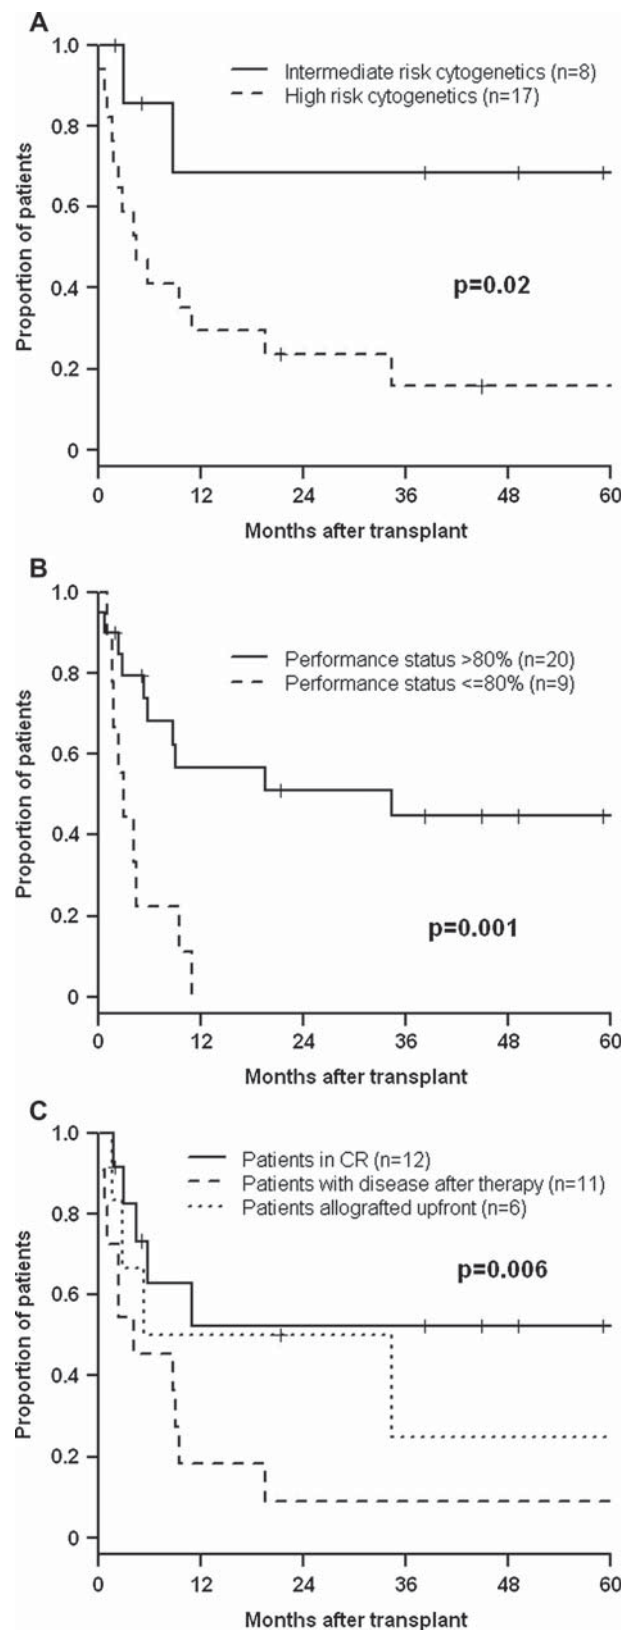 A
1.0
0.8
0.6
0.4
0.2
0
Proportion of patients
Intermediate risk cytogenetics (n=8)
High risk cytogenetics (n=17)
p=0.02
0 12 24 36 48 60
Months after transplant
B
1.0
0.8
0.6
0.4
0.2
0
Proportion of patients
Performance status >80% (n=20)
Performance status <=80% (n=9)
p=0.001
0 12 24 36 48 60
Months after transplant
C
1.0
0.8
0.6
0.4
0.2
0
Proportion of patients
Patients in CR (n=12)
Patients with disease after therapy (n=11)
Patients allografted upfront (n=6)
p=0.006
0 12 24 36 48 60
Months after transplant